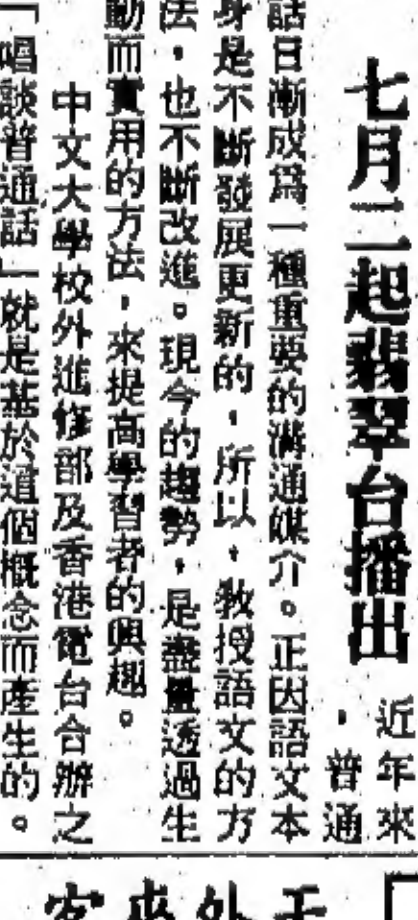 七月二起翡翠台播出
近年來
，普通
話日漸成爲一種重要的溝通媒介。正因語文本
身是不斷發展更新的，所以，教授語文的方
法，也不斷改進。現今的趨勢，是盡量透過生
動而實用的方法，來提高學習者的興趣。
中文大學校外進修部及香港電台合辦之
「唱談普通話」就是基於這個概念而產生的。